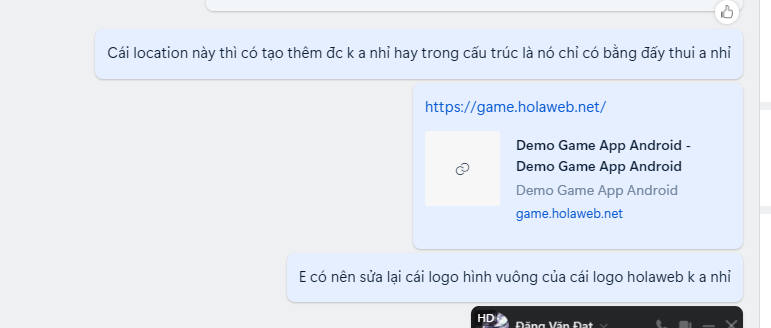 Cái location này thì có tạo thêm đc k a nhỉ hay trong cấu trúc là nó chỉ có bằng đấy thui a nhỉ
https://game.holaweb.net/
Demo Game App Android -
Demo Game App Android
Demo Game App Android
game.holaweb.net
E có nên sửa lại cái logo hình vuông của cái logo holaweb k a nhỉ
HD
Đặng Văn Đạt